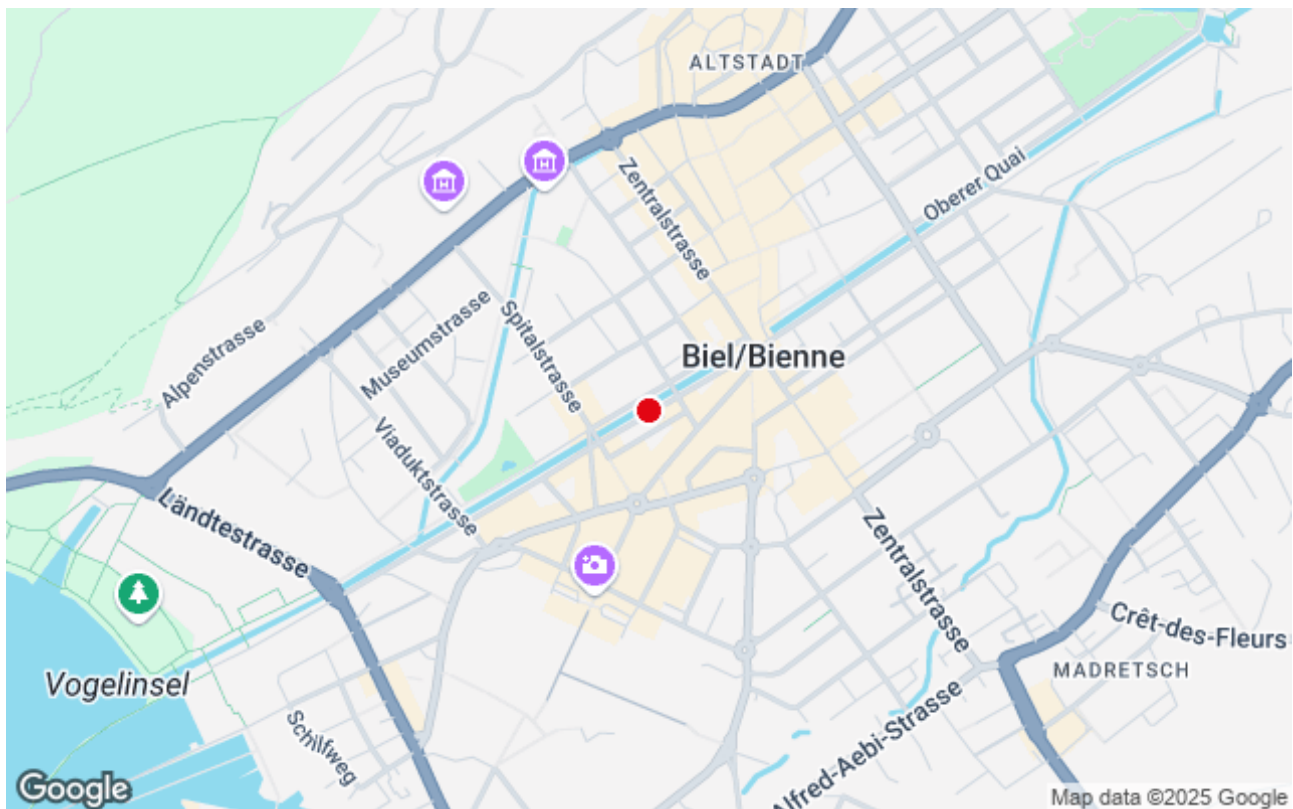 ALTSTADT
Zentralstrasse
Oberer Quai
Museumstrasse
Spitalstrasse
Alpenstrasse
Biel/Bienne
Viaduktstrasse
Ländtestrasse
Zentralstrasse
Crêt-des-Fleurs
MADRETSCH
Vogelinsel
Schilfweg
Alfred-Aebi-Strasse
Google
Map data ©2025 Google